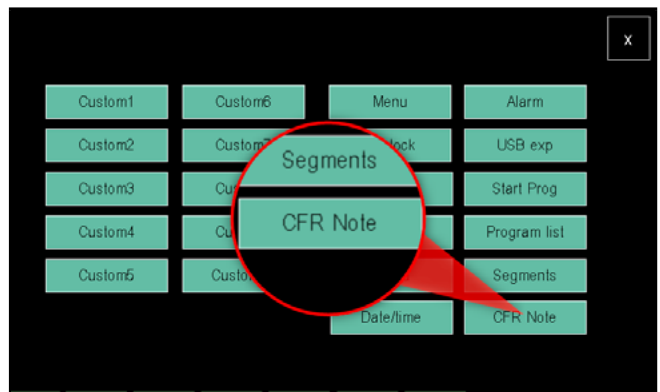 x
Custom1 Custom6 Menu Alarm
Custom2 USB exp
Custom3 Start Prog
Custom4 Program list
Custom5 Segments
Date/time CFR Note
Segments
CFR Note